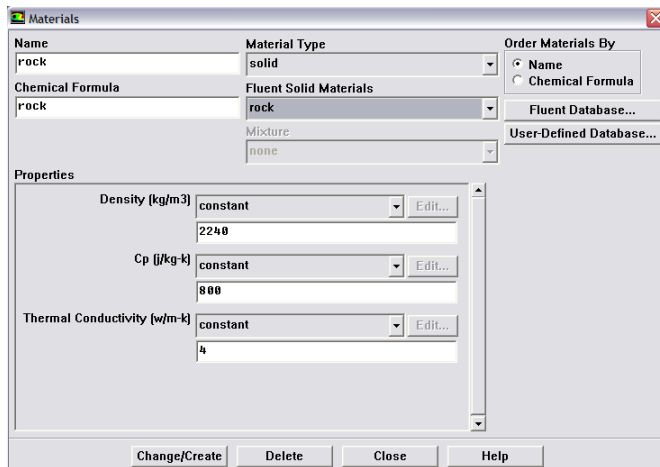 Materials
Name
rock
Material Type
solid
Order Materials By
Name
Chemical Formula
Chemical Formula
rock
Fluent Solid Materials
rock
Fluent Database...
Mixture
none
User-Defined Database...
Properties
Density (kg/m3)
constant
Edit...
2240
Cp (j/kg-k)
constant
Edit...
800
Thermal Conductivity (w/m-k)
constant
Edit...
4
Change/Create
Delete
Close
Help